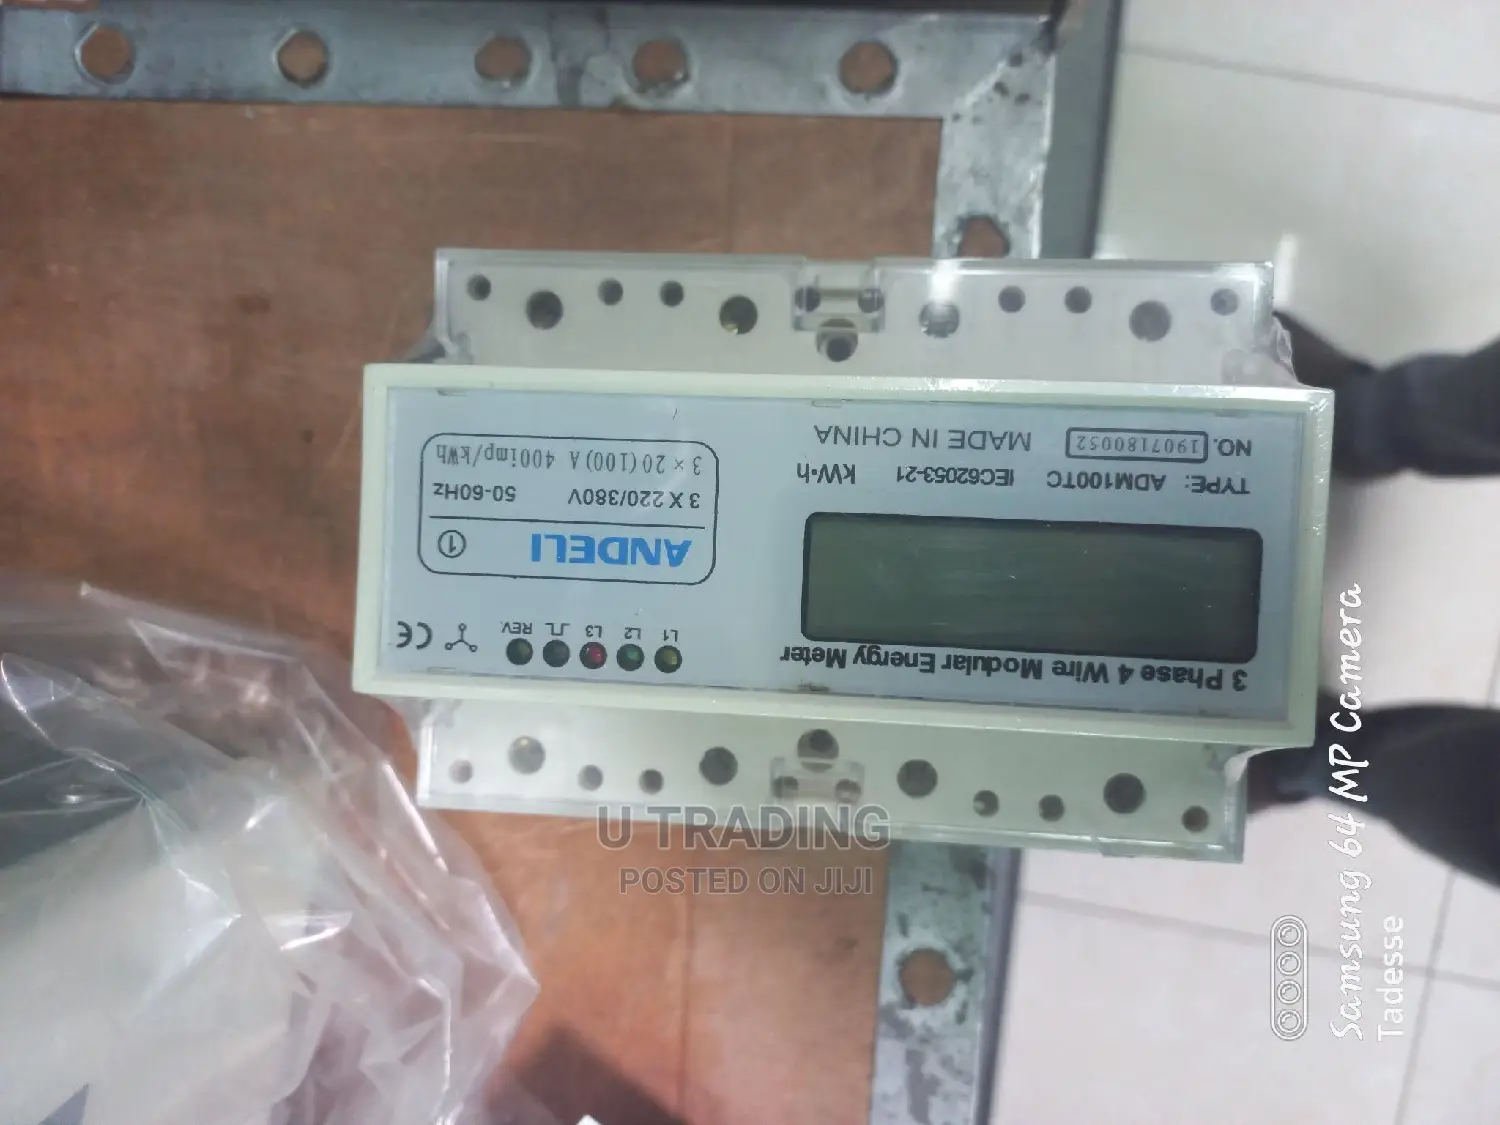 3 Phase 4 Wire Modular Energy Meter
TYPE: ADM100TC IEC62053-21 kW•h
NO. 1907180052 MADE IN CHINA
L1 L2 L3 REV. CE
ANDELI 1
3 X 220/380V 50-60Hz
3 × 20(100)A 400imp/kWh
U TRADING
POSTED ON JIJI
Samsung 64 MP Camera
Tadesse